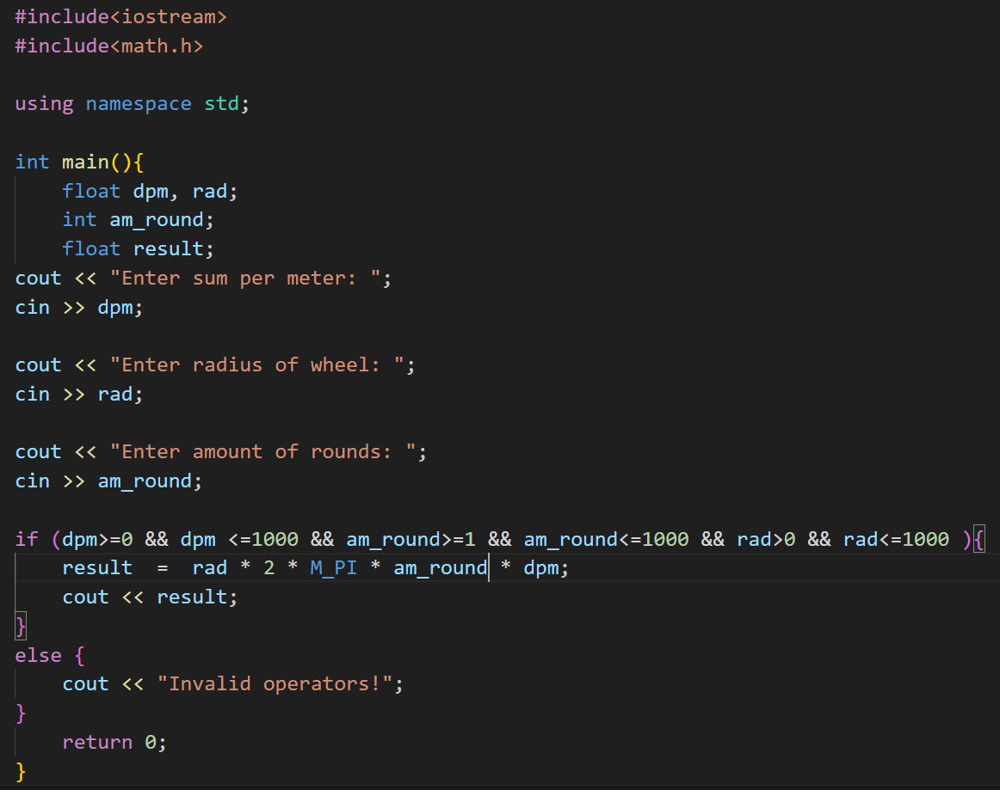 #include<iostream>
#include<math.h>
using namespace std;
int main(){
    float dpm, rad;
    int am_round;
    float result;
cout << "Enter sum per meter: ";
cin >> dpm;
cout << "Enter radius of wheel: ";
cin >> rad;
cout << "Enter amount of rounds: ";
cin >> am_round;
if (dpm>=0 && dpm <=1000 && am_round>=1 && am_round<=1000 && rad>0 && rad<=1000 ){
    result  =  rad * 2 * M_PI * am_round * dpm;
    cout << result;
}
else {
    cout << "Invalid operators!";
}
    return 0;
}